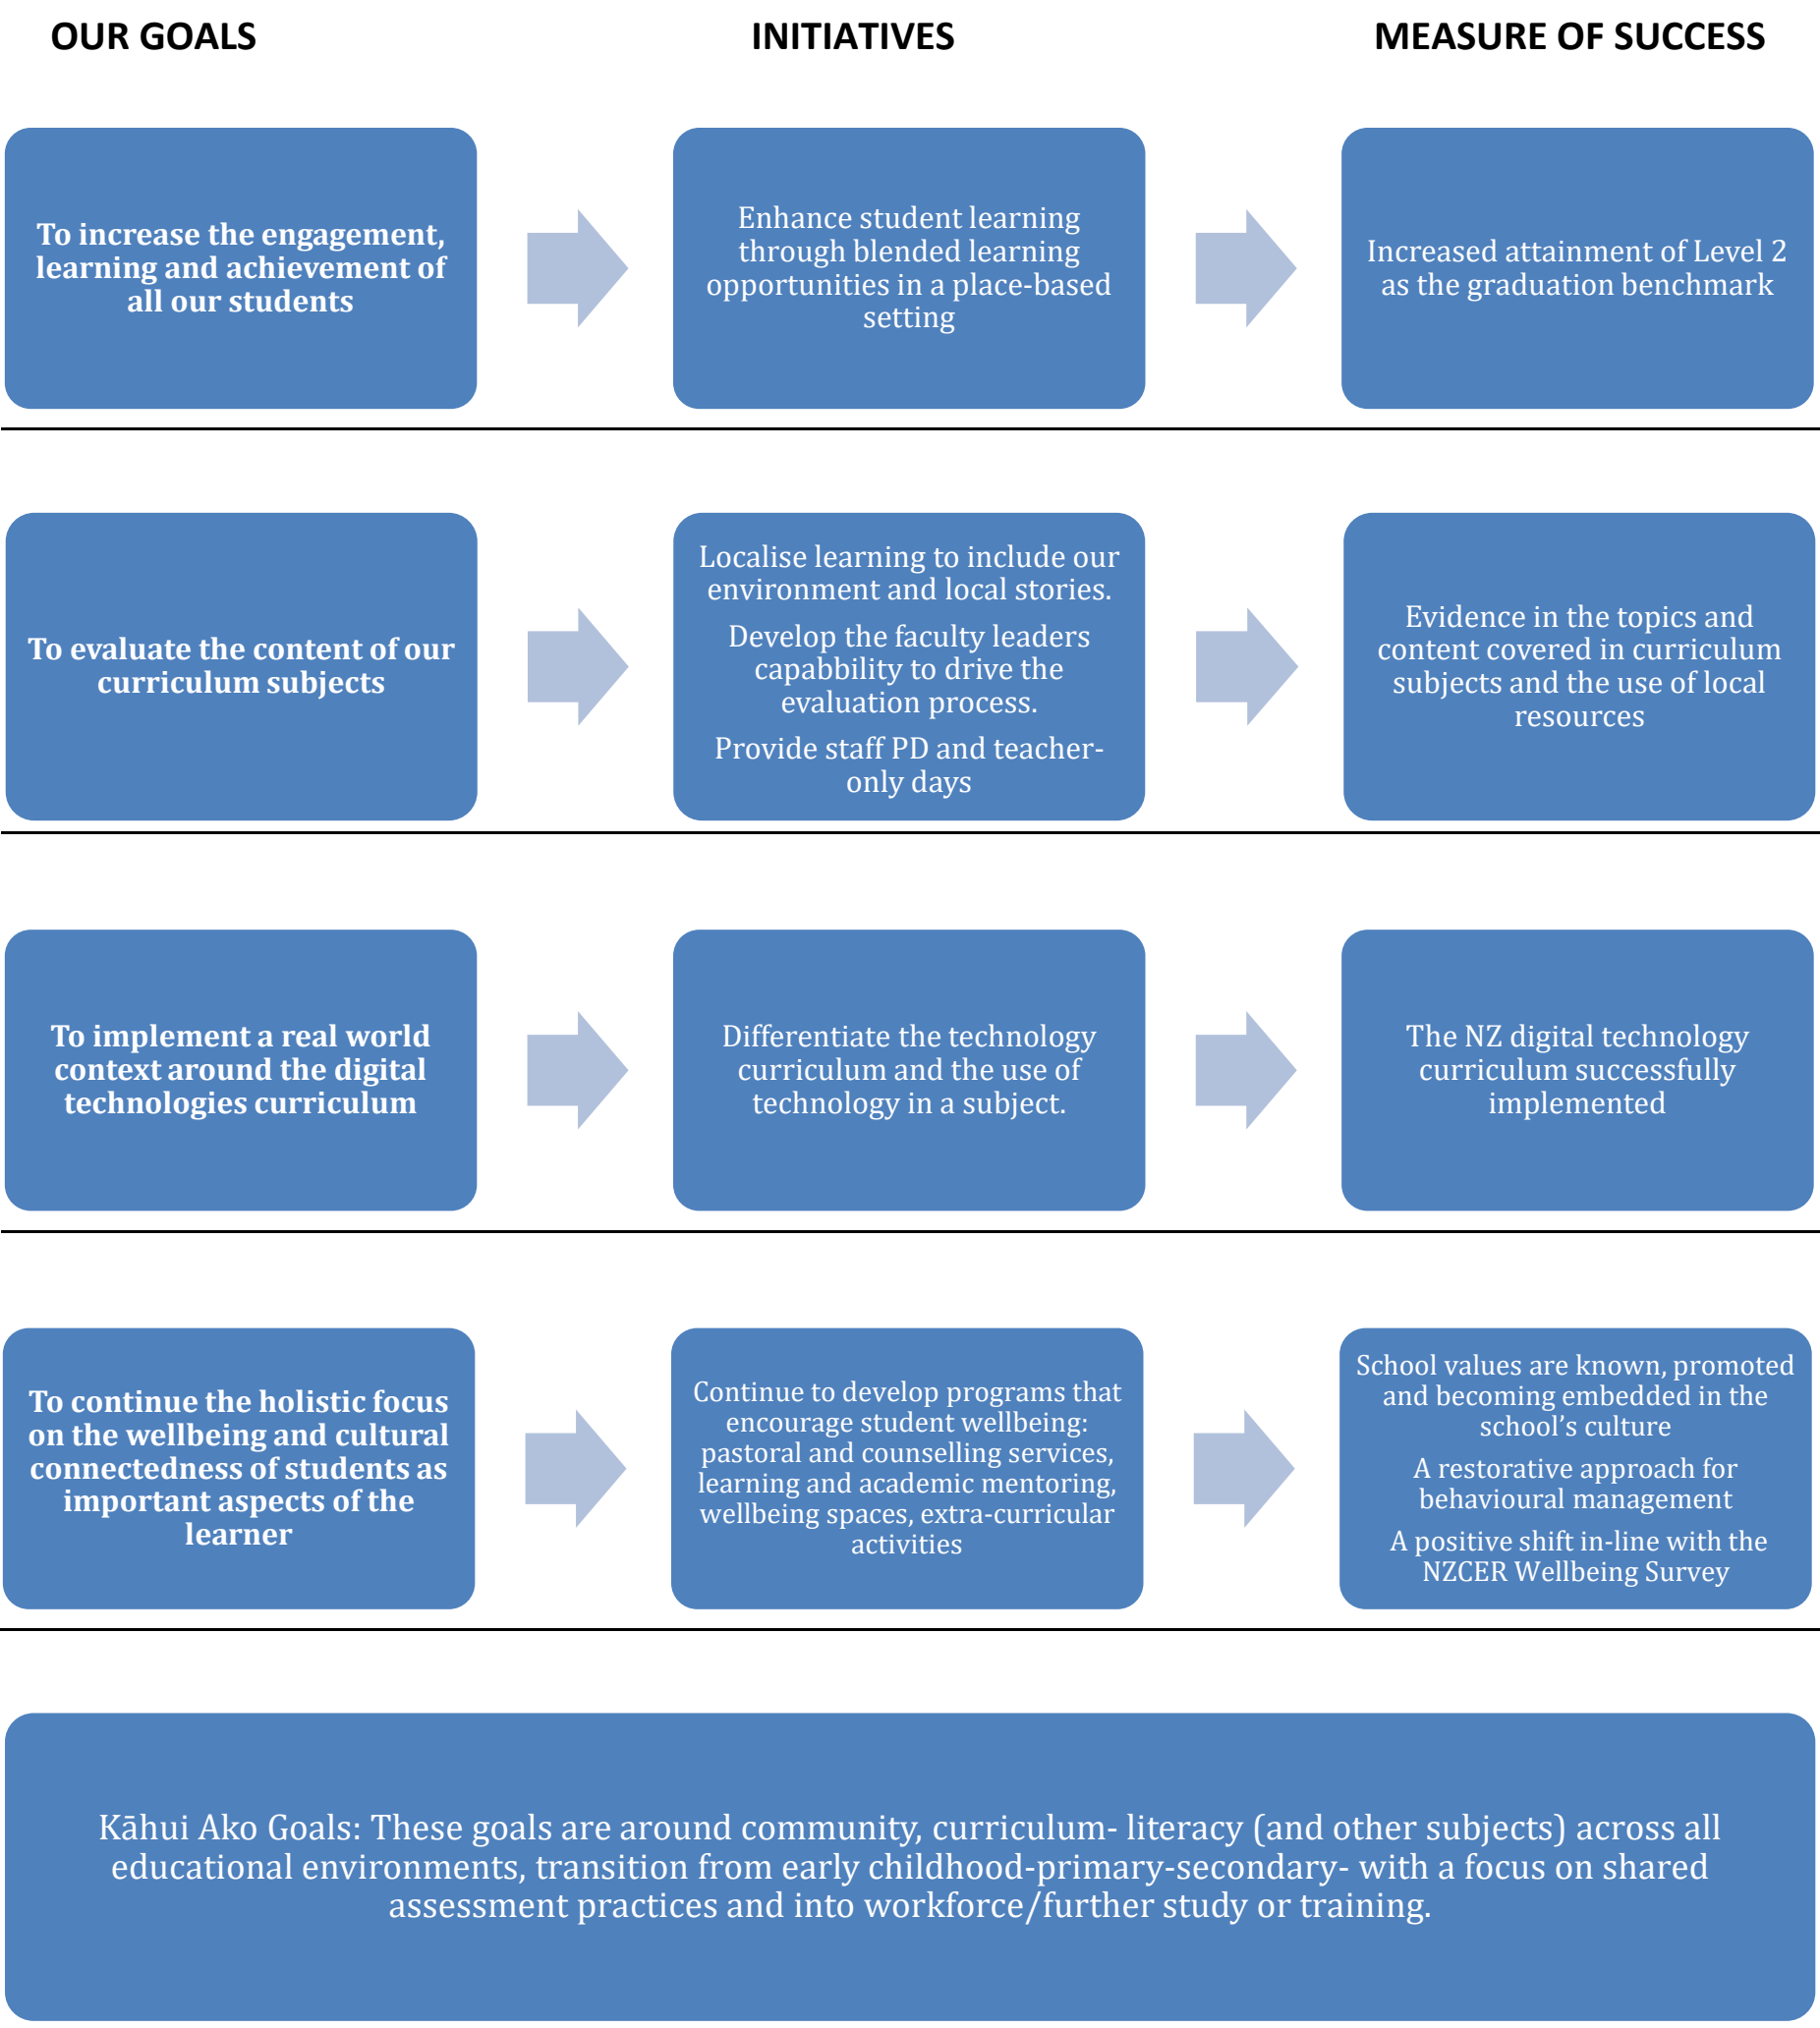 OUR GOALS
INITIATIVES
MEASURE OF SUCCESS
To increase the engagement,
learning and achievement of
all our students
Enhance student learning
through blended learning
opportunities in a place-based
setting
Increased attainment of Level 2
as the graduation benchmark
To evaluate the content of our
curriculum subjects
Localise learning to include our
environment and local stories.
Develop the faculty leaders
capabbility to drive the
evaluation process.
Provide staff PD and teacher-
only days
Evidence in the topics and
content covered in curriculum
subjects and the use of local
resources
To implement a real world
context around the digital
technologies curriculum
Differentiate the technology
curriculum and the use of
technology in a subject.
The NZ digital technology
curriculum successfully
implemented
To continue the holistic focus
on the wellbeing and cultural
connectedness of students as
important aspects of the
learner
Continue to develop programs that
encourage student wellbeing:
pastoral and counselling services,
learning and academic mentoring,
wellbeing spaces, extra-curricular
activities
School values are known, promoted
and becoming embedded in the
school’s culture
A restorative approach for
behavioural management
A positive shift in-line with the
NZCER Wellbeing Survey
Kāhui Ako Goals: These goals are around community, curriculum- literacy (and other subjects) across all
educational environments, transition from early childhood-primary-secondary- with a focus on shared
assessment practices and into workforce/further study or training.